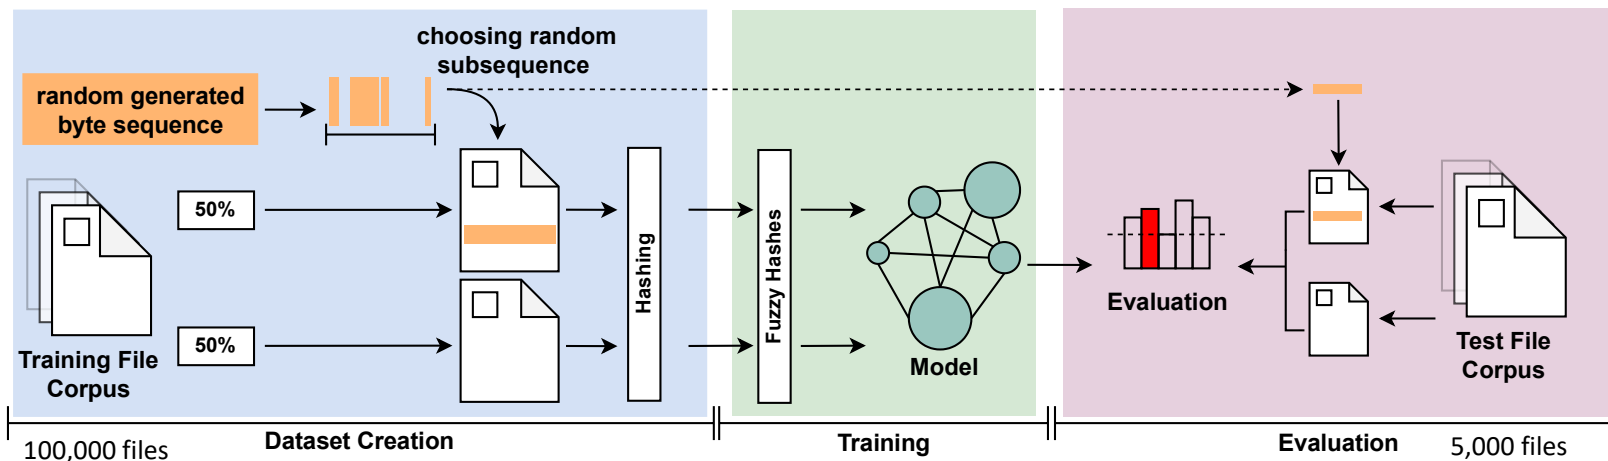 choosing random
subsequence
random generated
byte sequence
50%
50%
Training File
Corpus
Hashing
Fuzzy Hashes
Model
Evaluation
Test File
Corpus
Dataset Creation
Training
Evaluation
100,000 files
5,000 files